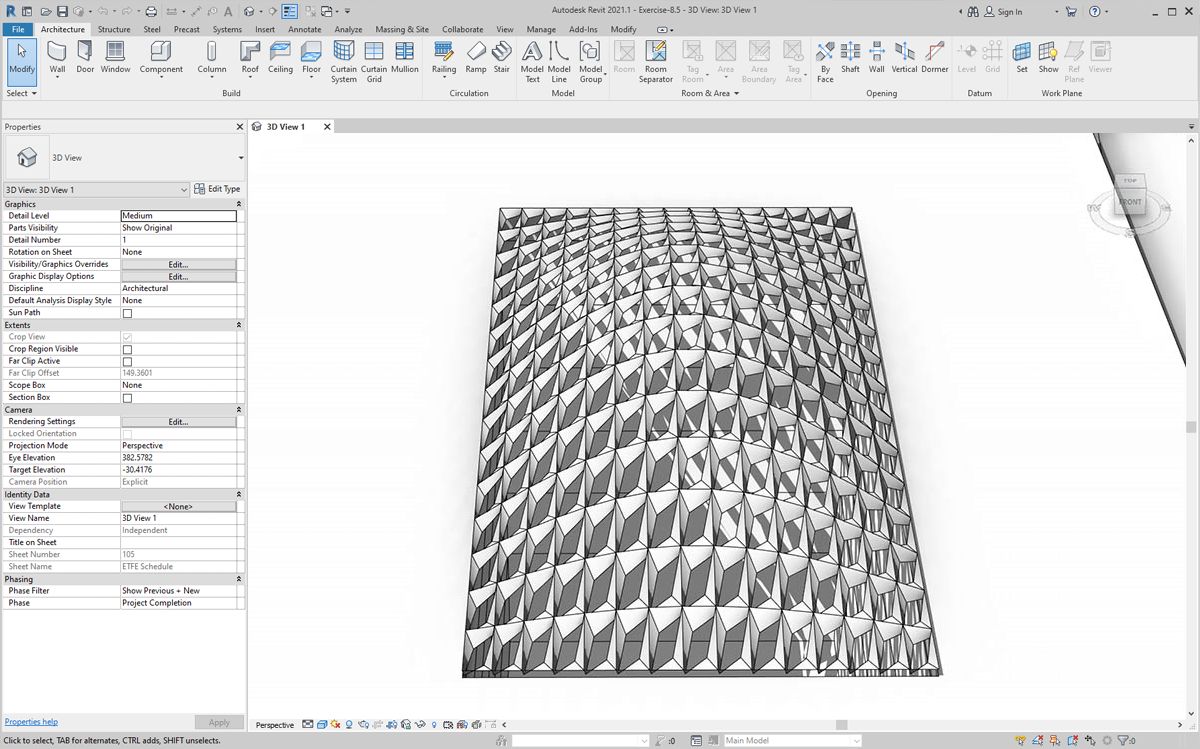 Autodesk Revit 2021.1 - Exercise-8.5 - 3D View: 3D View 1
Sign In
File Architecture Structure Steel Precast Systems Insert Annotate Analyze Massing & Site Collaborate View Manage Add-Ins Modify
Modify Wall Door Window Component Column Roof Ceiling Floor Curtain System Curtain Grid Mullion Railing Ramp Stair Model Text Model Line Model Group Room Room Separator Tag Room Area Area Boundary Tag Area By Face Shaft Wall Vertical Dormer Level Grid Set Show Ref Plane Viewer
Select Build Circulation Model Room & Area Opening Datum Work Plane
Properties
3D View 1
3D View
3D View: 3D View 1 Edit Type
Graphics
Detail Level Medium
Parts Visibility Show Original
Detail Number 1
Rotation on Sheet None
Visibility/Graphics Overrides Edit...
Graphic Display Options Edit...
Discipline Architectural
Default Analysis Display Style None
Sun Path
Extents
Crop View
Crop Region Visible
Far Clip Active
Far Clip Offset 149.3601
Scope Box None
Section Box
Camera
Rendering Settings Edit...
Locked Orientation
Projection Mode Perspective
Eye Elevation 382.5782
Target Elevation -30.4176
Camera Position Explicit
Identity Data
View Template <None>
View Name 3D View 1
Dependency Independent
Title on Sheet
Sheet Number 105
Sheet Name ETFE Schedule
Phasing
Phase Filter Show Previous + New
Phase Project Completion
TOP
FRONT
Properties help Apply
Perspective
Click to select, TAB for alternates, CTRL adds, SHIFT unselects.
:0
Main Model
:0